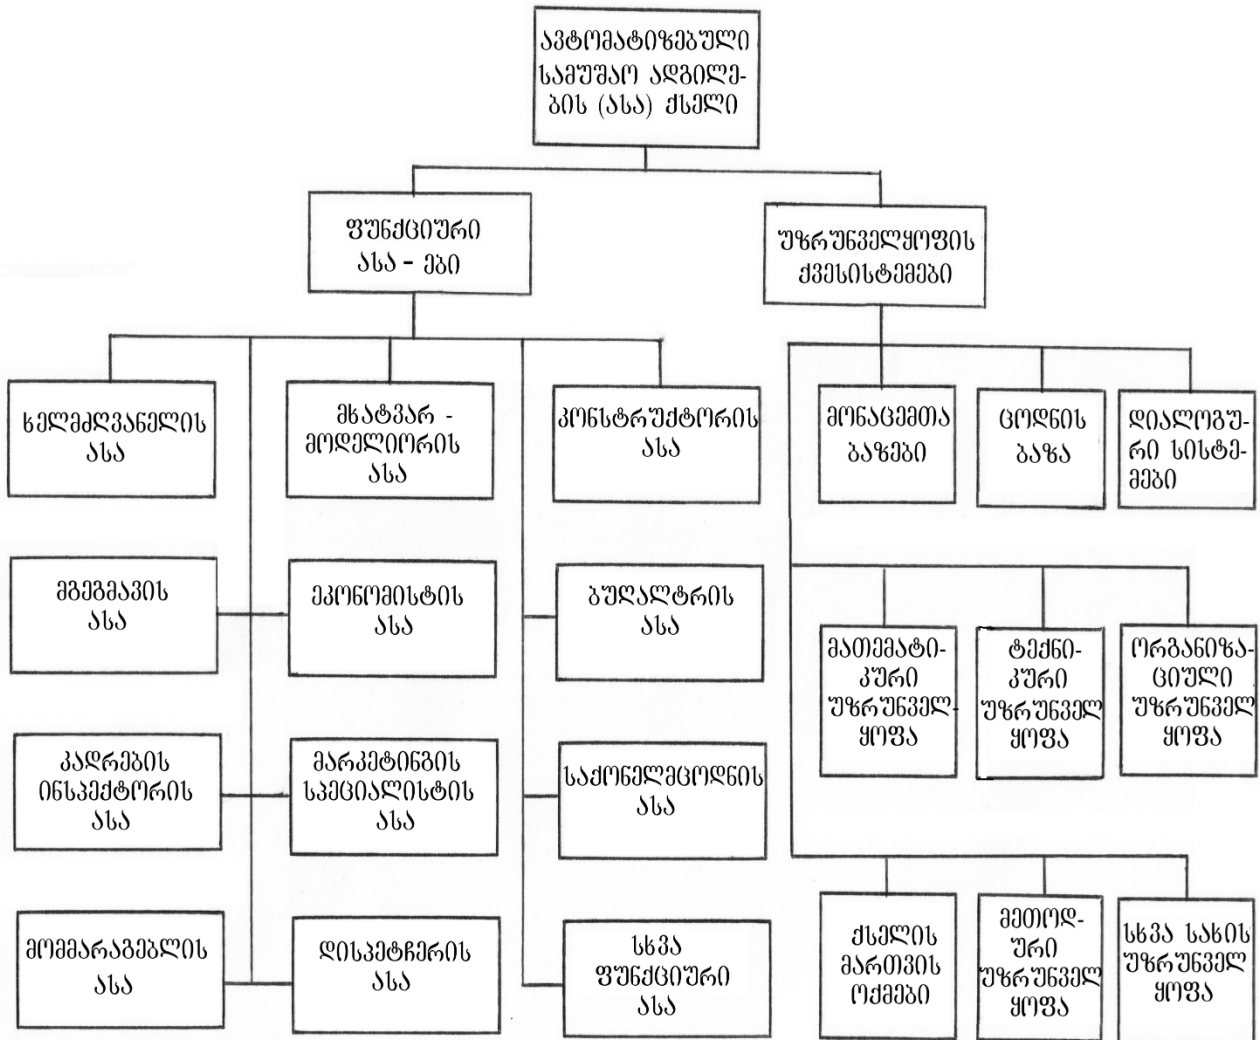 ავტომატიზებული
სამუშაო ადგილე-
ბის (ასა) ქსელი
ფუნქციური
ასა - ები
უზრუნველყოფის
ქვესისტემები
ხელმძღვანელის
ასა
მხატვარ -
მოდელიორის
ასა
კონსტრუქტორის
ასა
მონაცემთა
ბაზები
ცოდნის
ბაზა
დიალოგუ-
რი სისტე-
მები
მგეგმავის
ასა
ეკონომისტის
ასა
ბუღალტრის
ასა
მათემატი-
კური
უზრუნველ-
ყოფა
ტექნი-
კური
უზრუნველ
ყოფა
ორგანიზა-
ციული
უზრუნველ
ყოფა
კადრების
ინსპექტორის
ასა
მარკეტინგის
სპეციალისტის
ასა
საქონელმცოდნის
ასა
მომმარაგებლის
ასა
დისპეტჩერის
ასა
სხვა
ფუნქციური
ასა
ქსელის
მართვის
ოქმები
მეთოდ-
ური
უზრუნველ
ყოფა
სხვა სახის
უზრუნველ
ყოფა